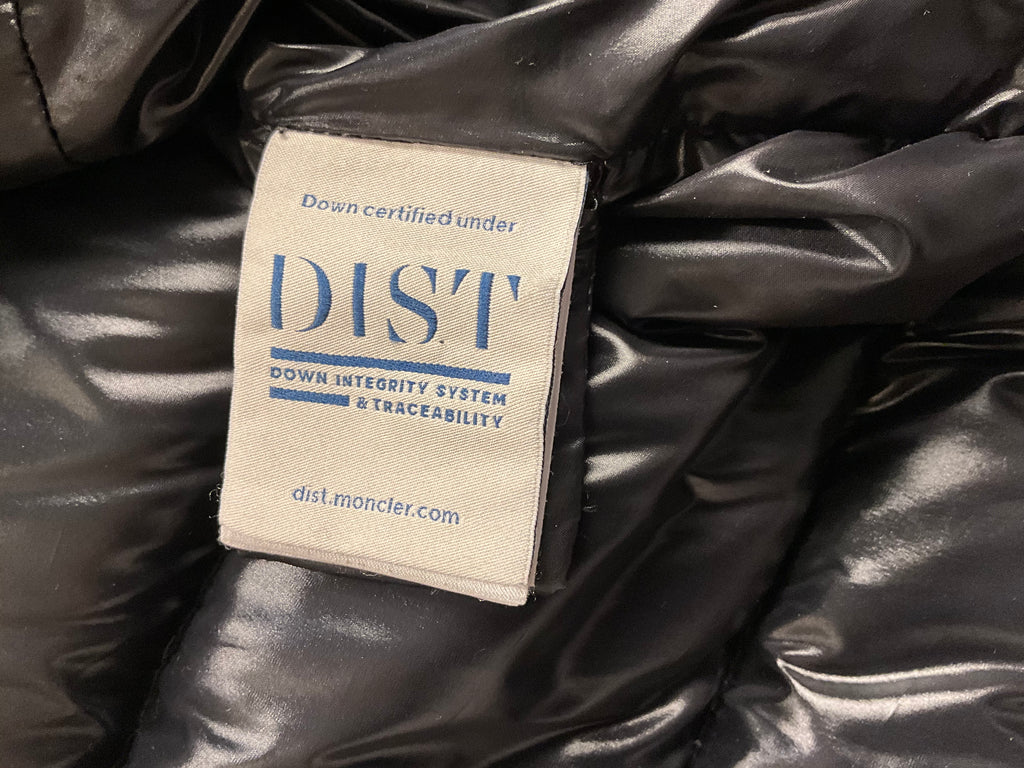 Down certified under
DIST
DOWN INTEGRITY SYSTEM
& TRACEABILITY
dist.moncler.com